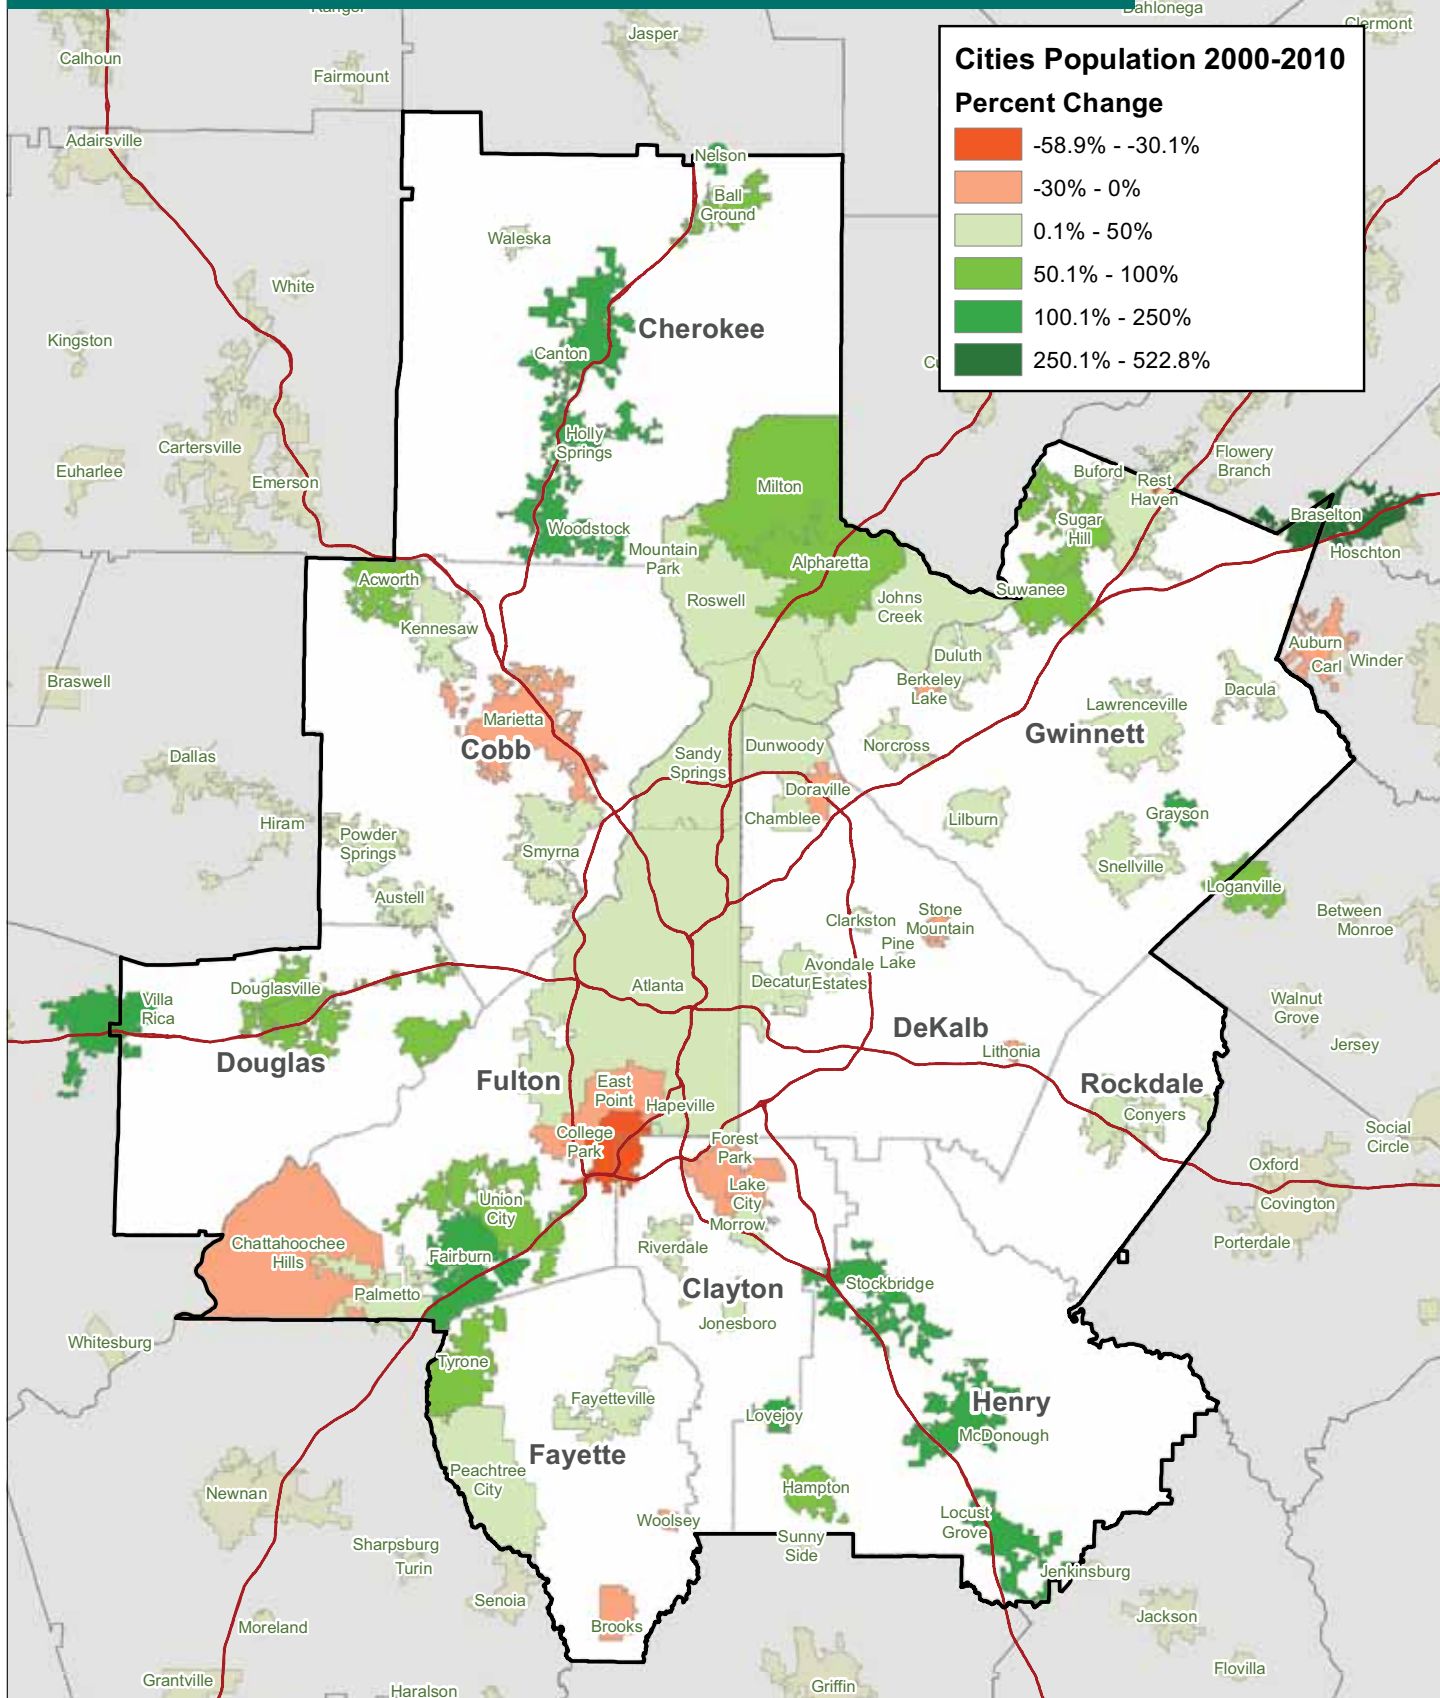 Dahlonega
Clermont
Jasper
Calhoun
Fairmount
Cities Population 2000-2010
Percent Change
-58.9% - -30.1%
-30% - 0%
0.1% - 50%
50.1% - 100%
100.1% - 250%
250.1% - 522.8%
Adairsville
Nelson
Ball
Ground
Waleska
White
Kingston
Cherokee
Canton
Holly
Springs
Cartersville
Euharlee
Emerson
Woodstock
Milton
Mountain
Park
Alpharetta
Roswell
Johns
Creek
Buford
Rest
Haven
Flowery
Branch
Sugar
Hill
Suwanee
Braselton
Hoschton
Acworth
Kennesaw
Duluth
Berkeley
Lake
Auburn
Carl
Winder
Braswell
Marietta
Cobb
Lawrenceville
Dacula
Gwinnett
Norcross
Dunwoody
Sandy
Springs
Dallas
Hiram
Powder
Springs
Doraville
Chamblee
Lilburn
Grayson
Smyrna
Snellville
Austell
Loganville
Between
Monroe
Clarkston
Stone
Mountain
Pine
Lake
Avondale
Estates
Decatur
Atlanta
Villa
Rica
Douglasville
Walnut
Grove
Jersey
DeKalb
Lithonia
Douglas
Fulton
East
Point
Hapeville
College
Park
Forest
Park
Rockdale
Conyers
Social
Circle
Oxford
Covington
Porterdale
Lake
City
Morrow
Union
City
Riverdale
Chattahoochee
Hills
Fairburn
Palmetto
Clayton
Stockbridge
Jonesboro
Whitesburg
Tyrone
Fayetteville
Lovejoy
Henry
McDonough
Fayette
Peachtree
City
Newnan
Hampton
Woolsey
Locust
Grove
Sunny
Side
Sharpsburg
Turin
Jenkinsburg
Senoia
Brooks
Moreland
Jackson
Grantville
Haralson
Griffin
Flovilla